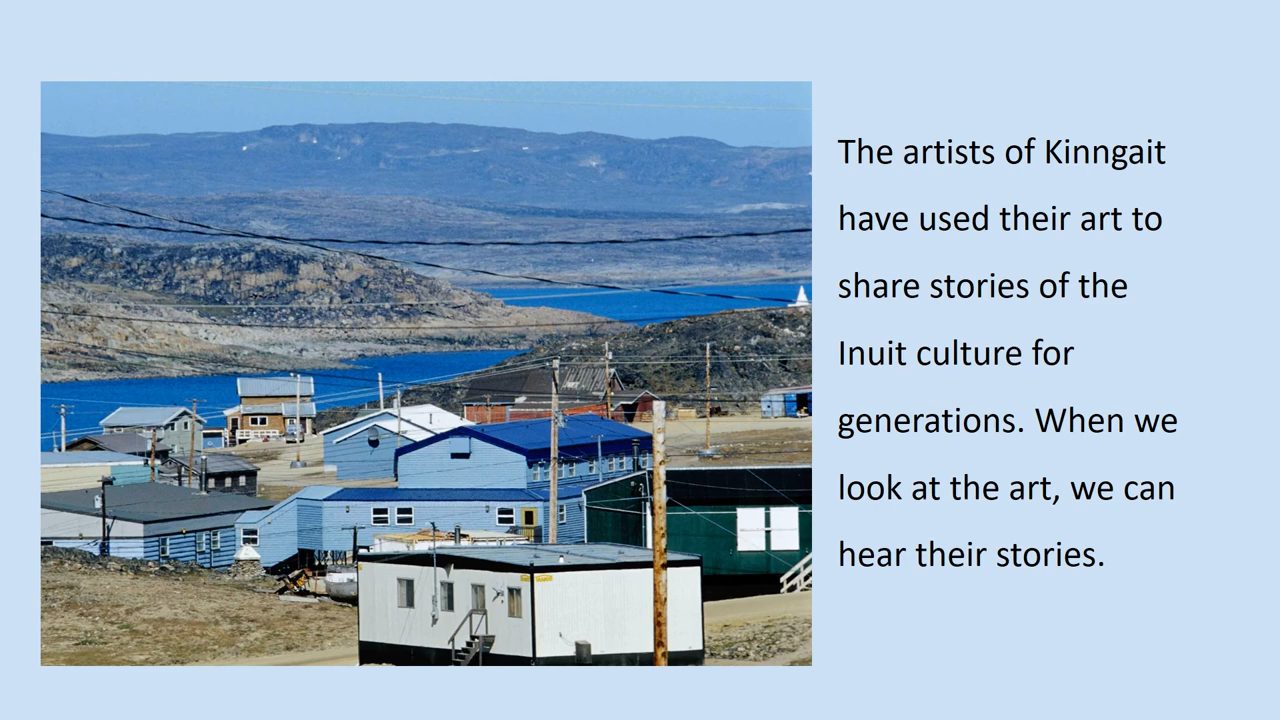 The artists of Kinngait
have used their art to
share stories of the
Inuit culture for
generations. When we
look at the art, we can
hear their stories.